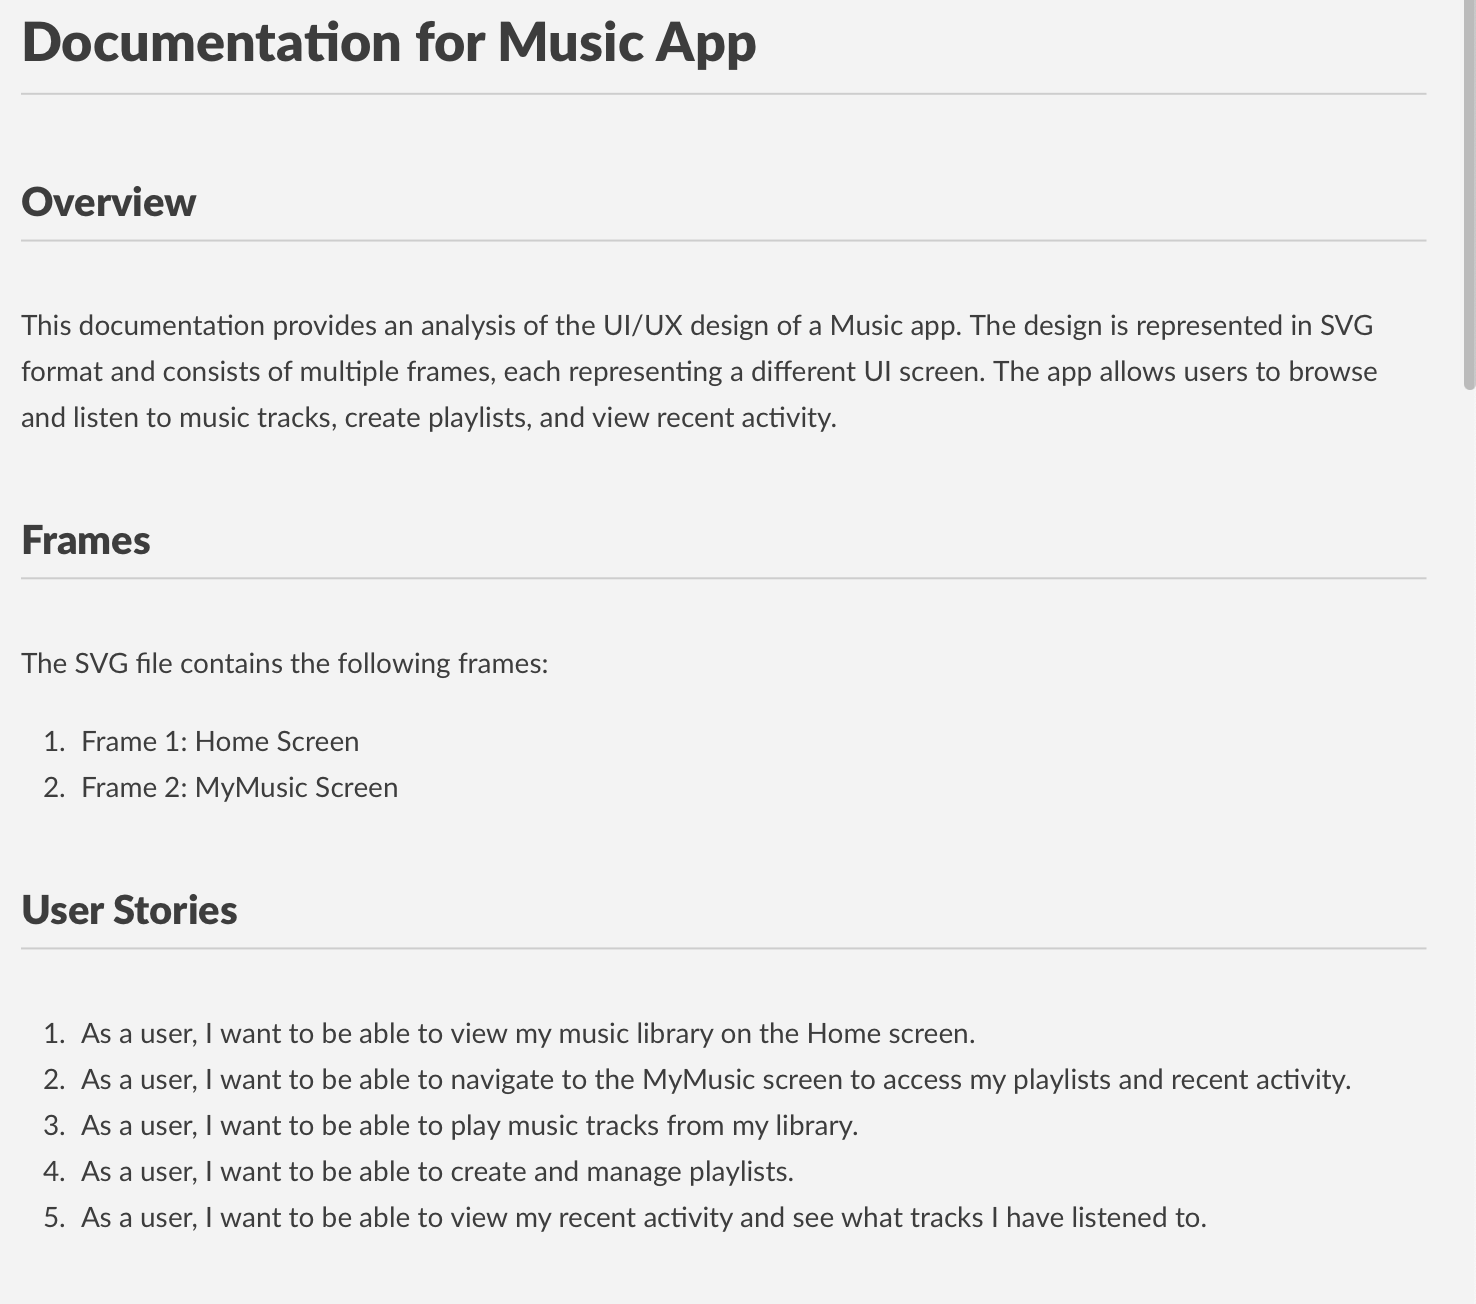 Documentation for Music App
Overview
This documentation provides an analysis of the UI/UX design of a Music app. The design is represented in SVG
format and consists of multiple frames, each representing a different UI screen. The app allows users to browse
and listen to music tracks, create playlists, and view recent activity.
Frames
The SVG file contains the following frames:
1. Frame 1: Home Screen
2. Frame 2: MyMusic Screen
User Stories
1. As a user, I want to be able to view my music library on the Home screen.
2. As a user, I want to be able to navigate to the MyMusic screen to access my playlists and recent activity.
3. As a user, I want to be able to play music tracks from my library.
4. As a user, I want to be able to create and manage playlists.
5. As a user, I want to be able to view my recent activity and see what tracks I have listened to.